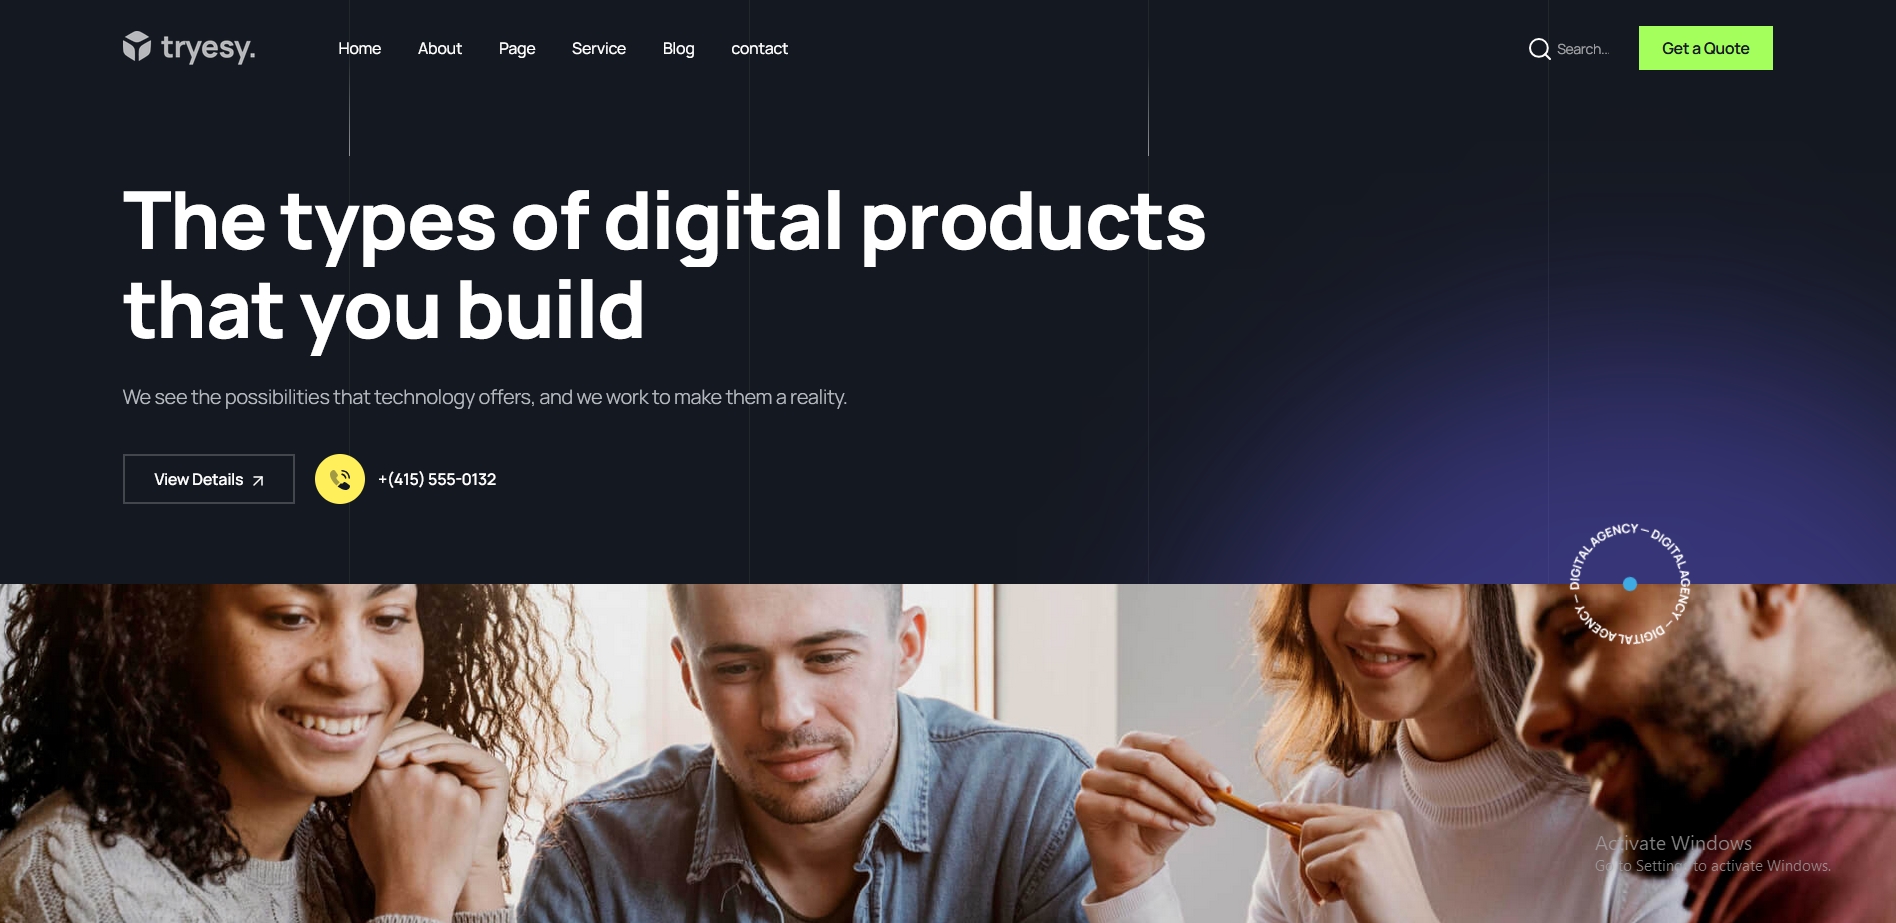 tryesy.
Home About Page Service Blog contact
Search...
Get a Quote
The types of digital products
that you build
We see the possibilities that technology offers, and we work to make them a reality.
View Details
+(415) 555-0132
DIGITAL AGENCY – DIGITAL AGENCY – DIGITAL AGENCY –
Activate Windows
Go to Settings to activate Windows.